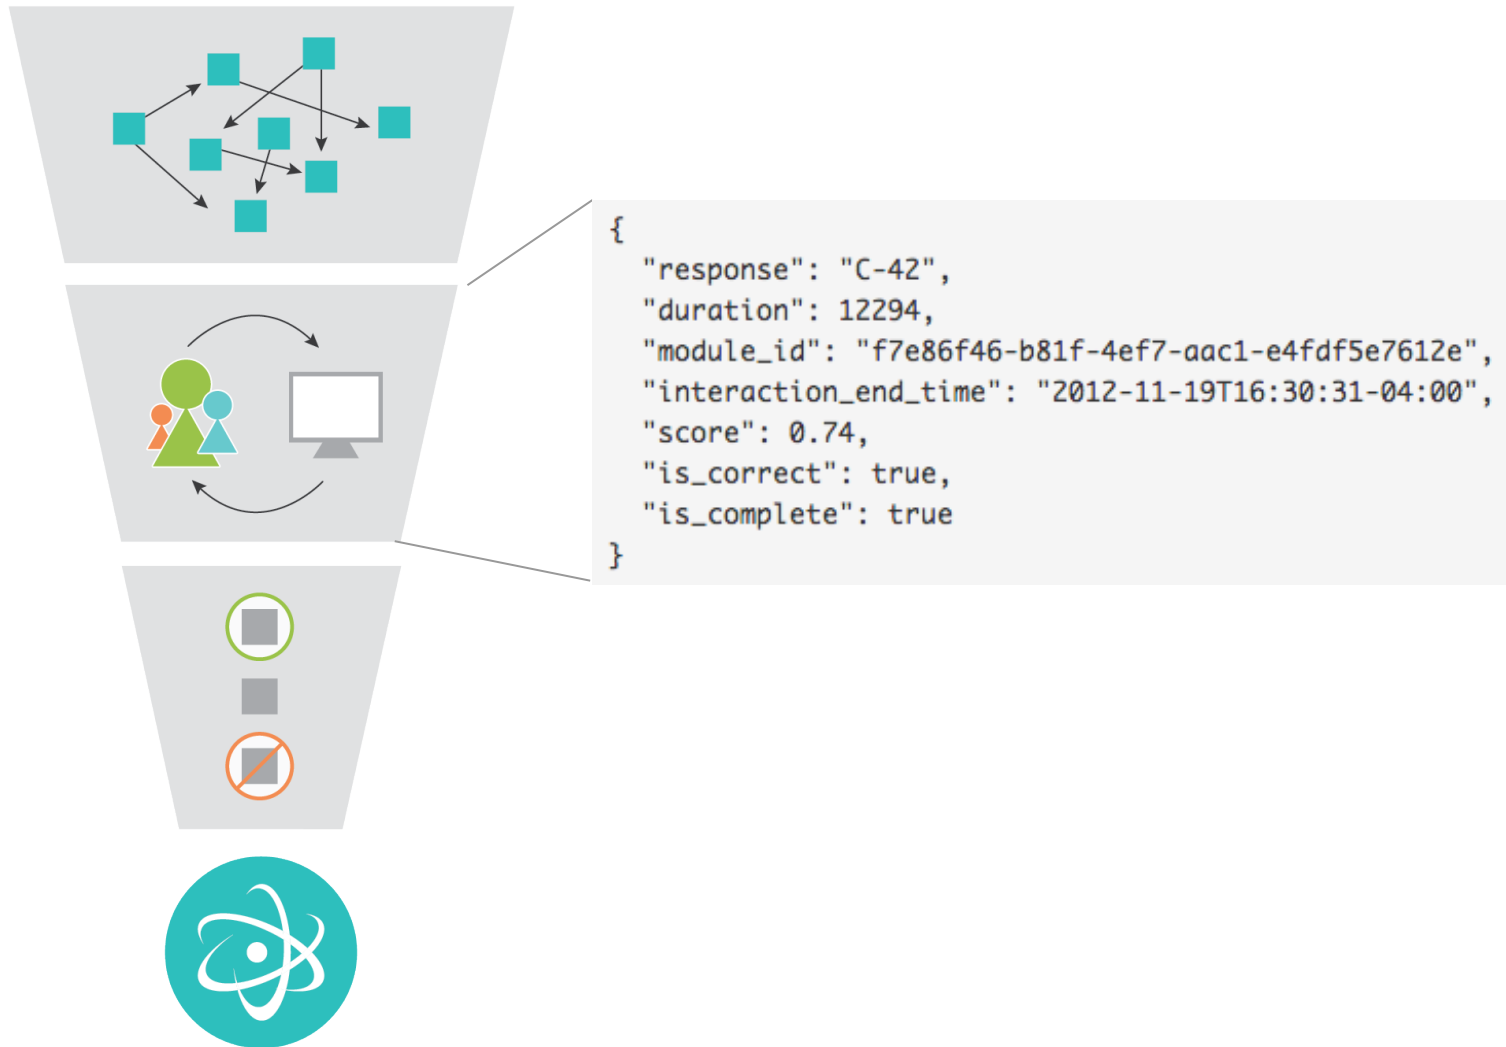 {
"response": "C-42",
"duration": 12294,
"module_id": "f7e86f46-b81f-4ef7-aac1-e4fdf5e7612e",
"interaction_end_time": "2012-11-19T16:30:31-04:00",
"score": 0.74,
"is_correct": true,
"is_complete": true
}